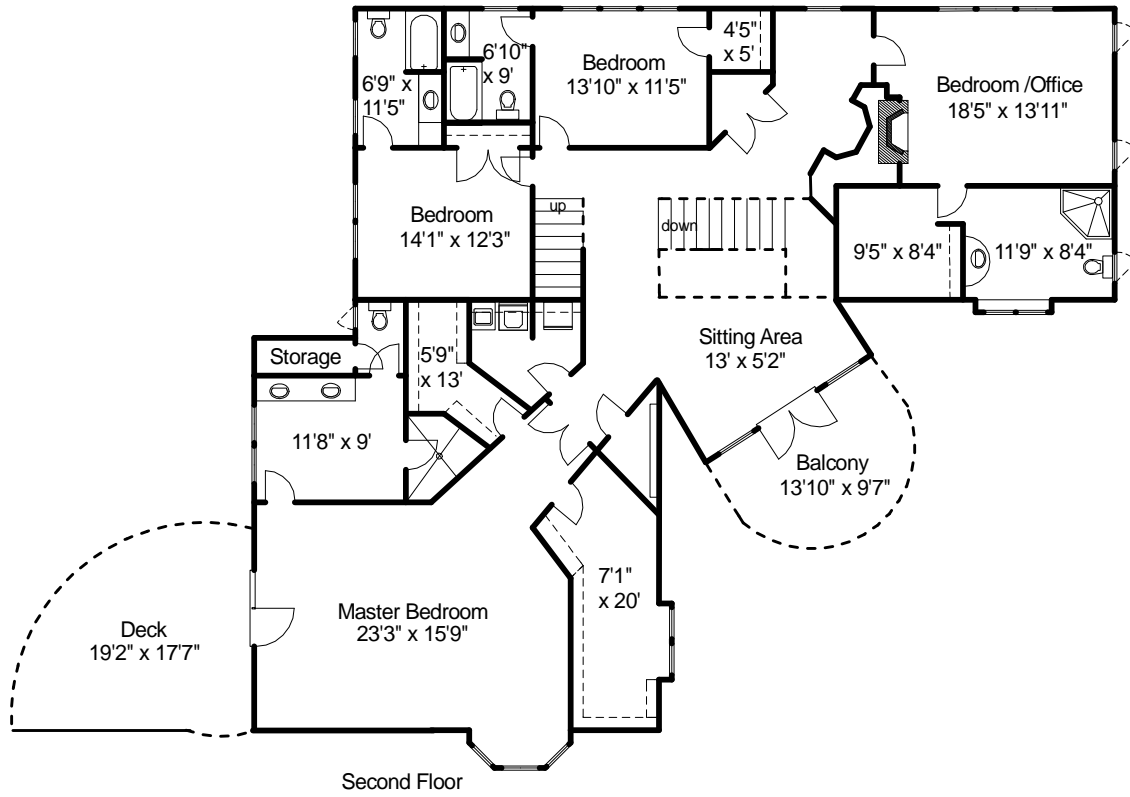 6'9" x
11'5"
6'10"
x 9'
Bedroom
13'10" x 11'5"
4'5"
x 5'
Bedroom /Office
18'5" x 13'11"
Bedroom
14'1" x 12'3"
up
down
9'5" x 8'4"
11'9" x 8'4"
Storage
5'9"
x 13'
Sitting Area
13' x 5'2"
11'8" x 9'
Balcony
13'10" x 9'7"
Deck
19'2" x 17'7"
Master Bedroom
23'3" x 15'9"
7'1"
x 20'
Second Floor